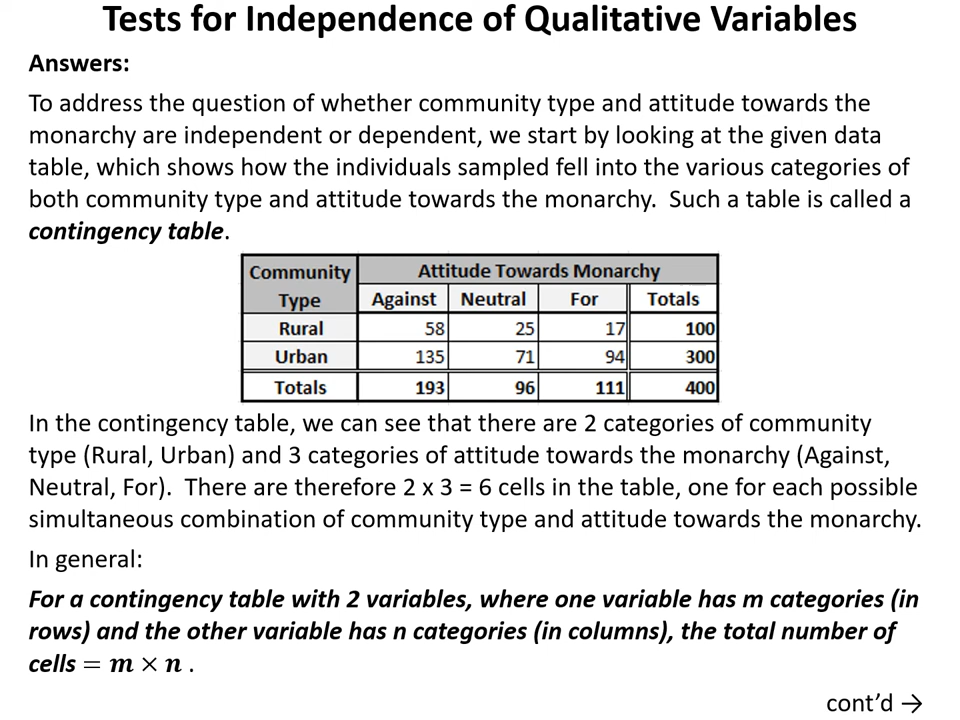 Tests for Independence of Qualitative Variables
Answers:
To address the question of whether community type and attitude towards the
monarchy are independent or dependent, we start by looking at the given data
table, which shows how the individuals sampled fell into the various categories of
both community type and attitude towards the monarchy.  Such a table is called a
contingency table.
Community Type Attitude Towards Monarchy
Against Neutral For Totals
Rural 58 25 17 100
Urban 135 71 94 300
Totals 193 96 111 400
In the contingency table, we can see that there are 2 categories of community
type (Rural, Urban) and 3 categories of attitude towards the monarchy (Against,
Neutral, For).  There are therefore 2 x 3 = 6 cells in the table, one for each possible
simultaneous combination of community type and attitude towards the monarchy.
In general:
For a contingency table with 2 variables, where one variable has m categories (in
rows) and the other variable has n categories (in columns), the total number of
cells = m × n .
cont’d →